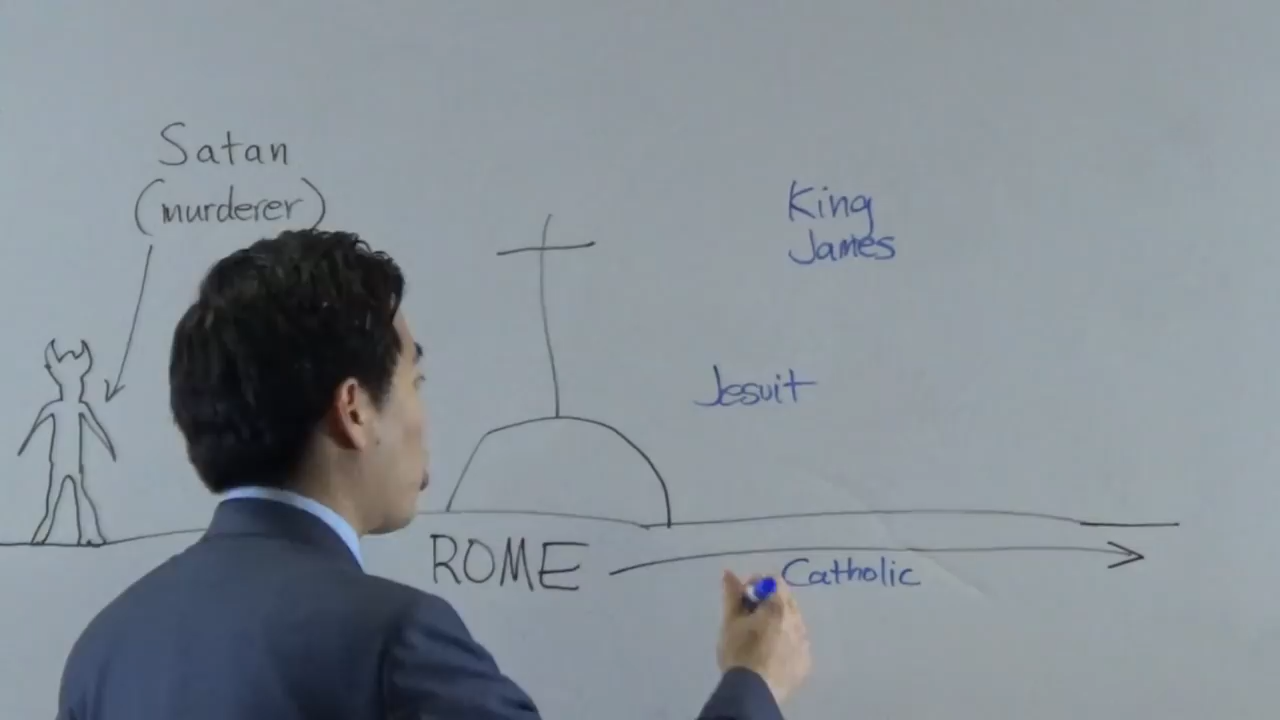 Satan
(murderer)
King
James
Jesuit
ROME
Catholic